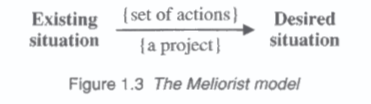 Existing situation
{set of actions}
{a project}
Desired situation
Figure 1.3 The Meliorist model